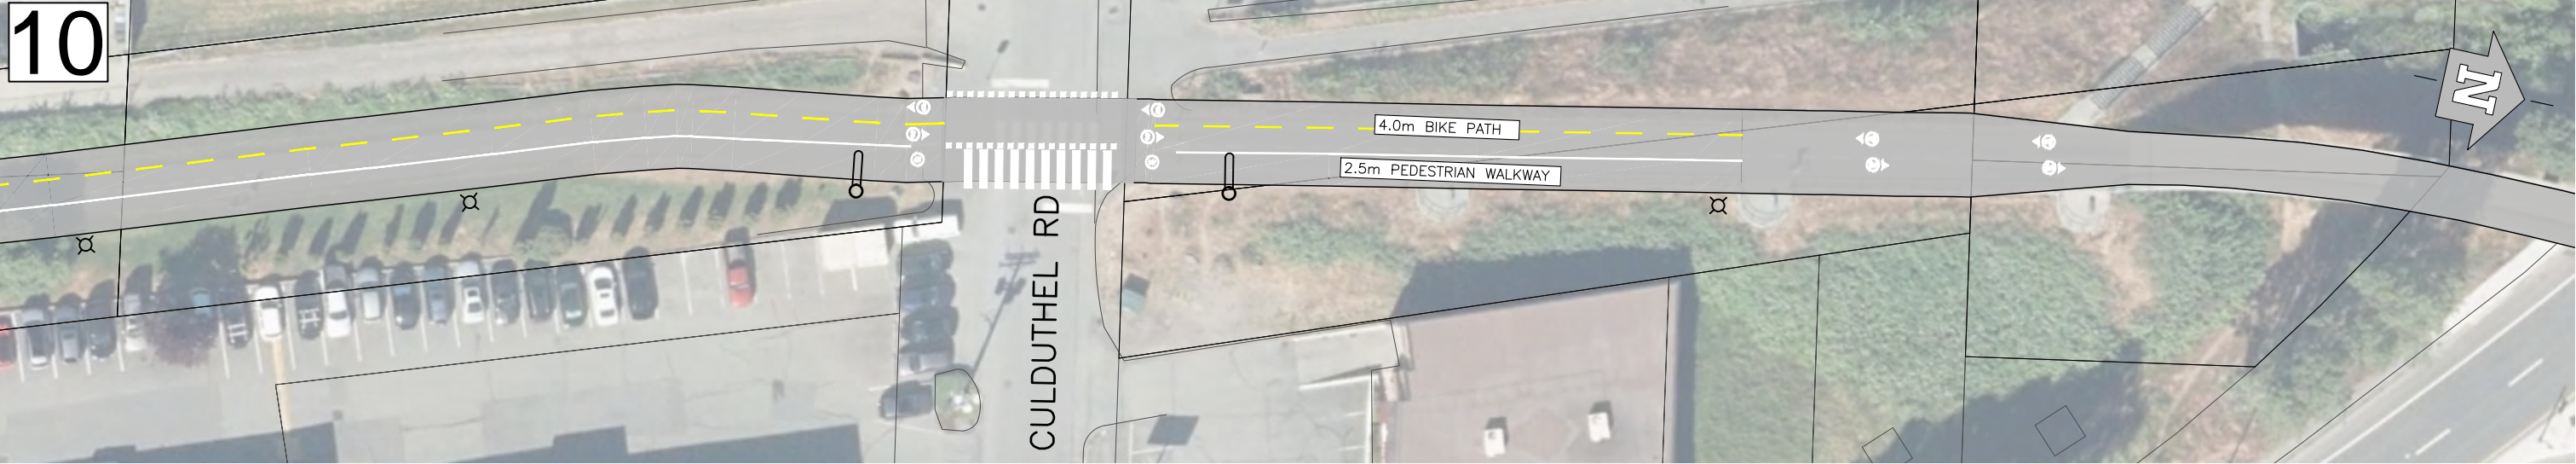 10
N
4.0m BIKE PATH
2.5m PEDESTRIAN WALKWAY
CULDUTHEL RD